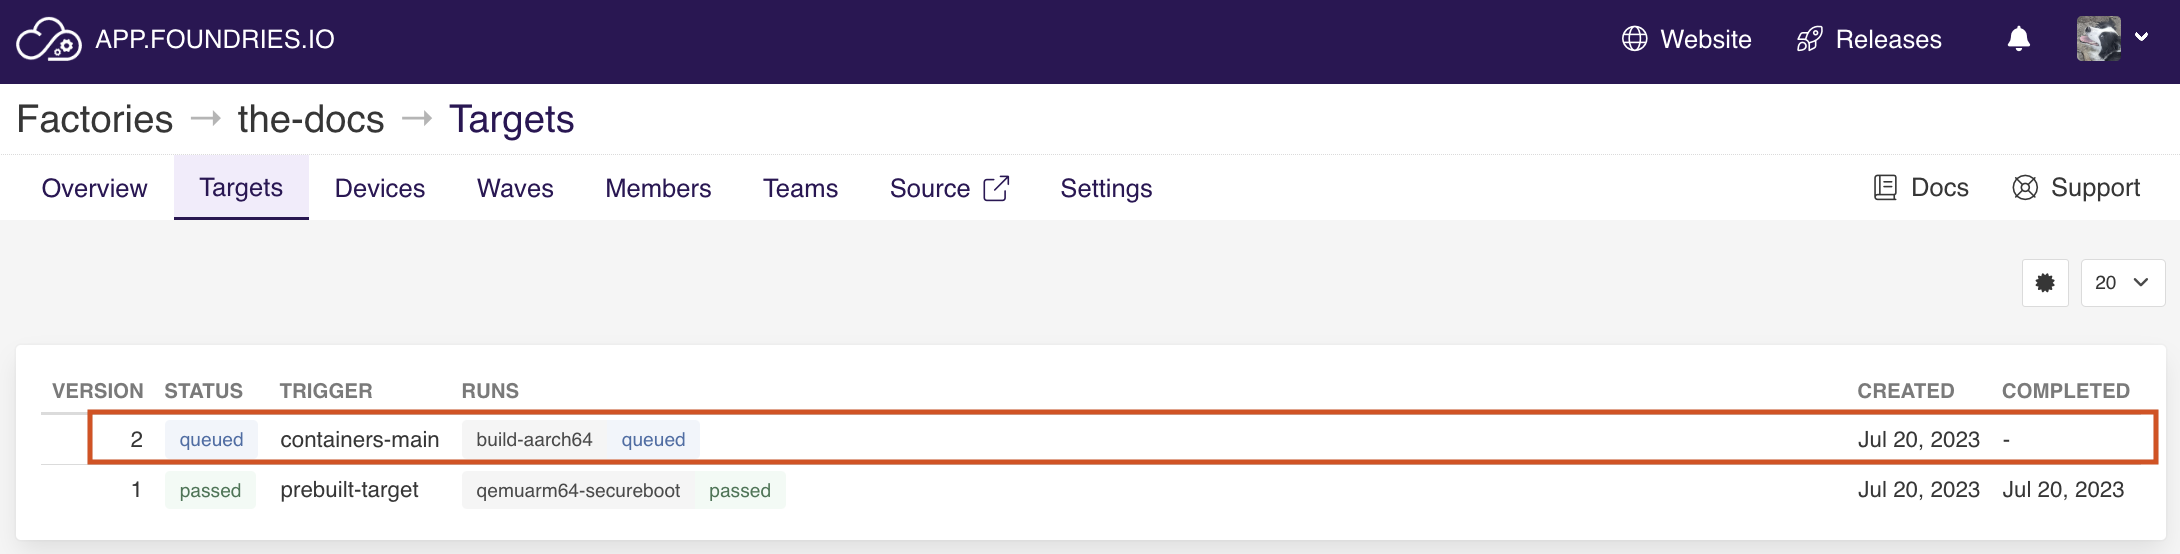 APP.FOUNDRIES.IO Website Releases
Factories → the-docs → Targets
Overview Targets Devices Waves Members Teams Source Settings Docs Support
20
VERSION STATUS TRIGGER RUNS CREATED COMPLETED
2 queued containers-main build-aarch64 queued Jul 20, 2023 -
1 passed prebuilt-target qemuarm64-secureboot passed Jul 20, 2023 Jul 20, 2023